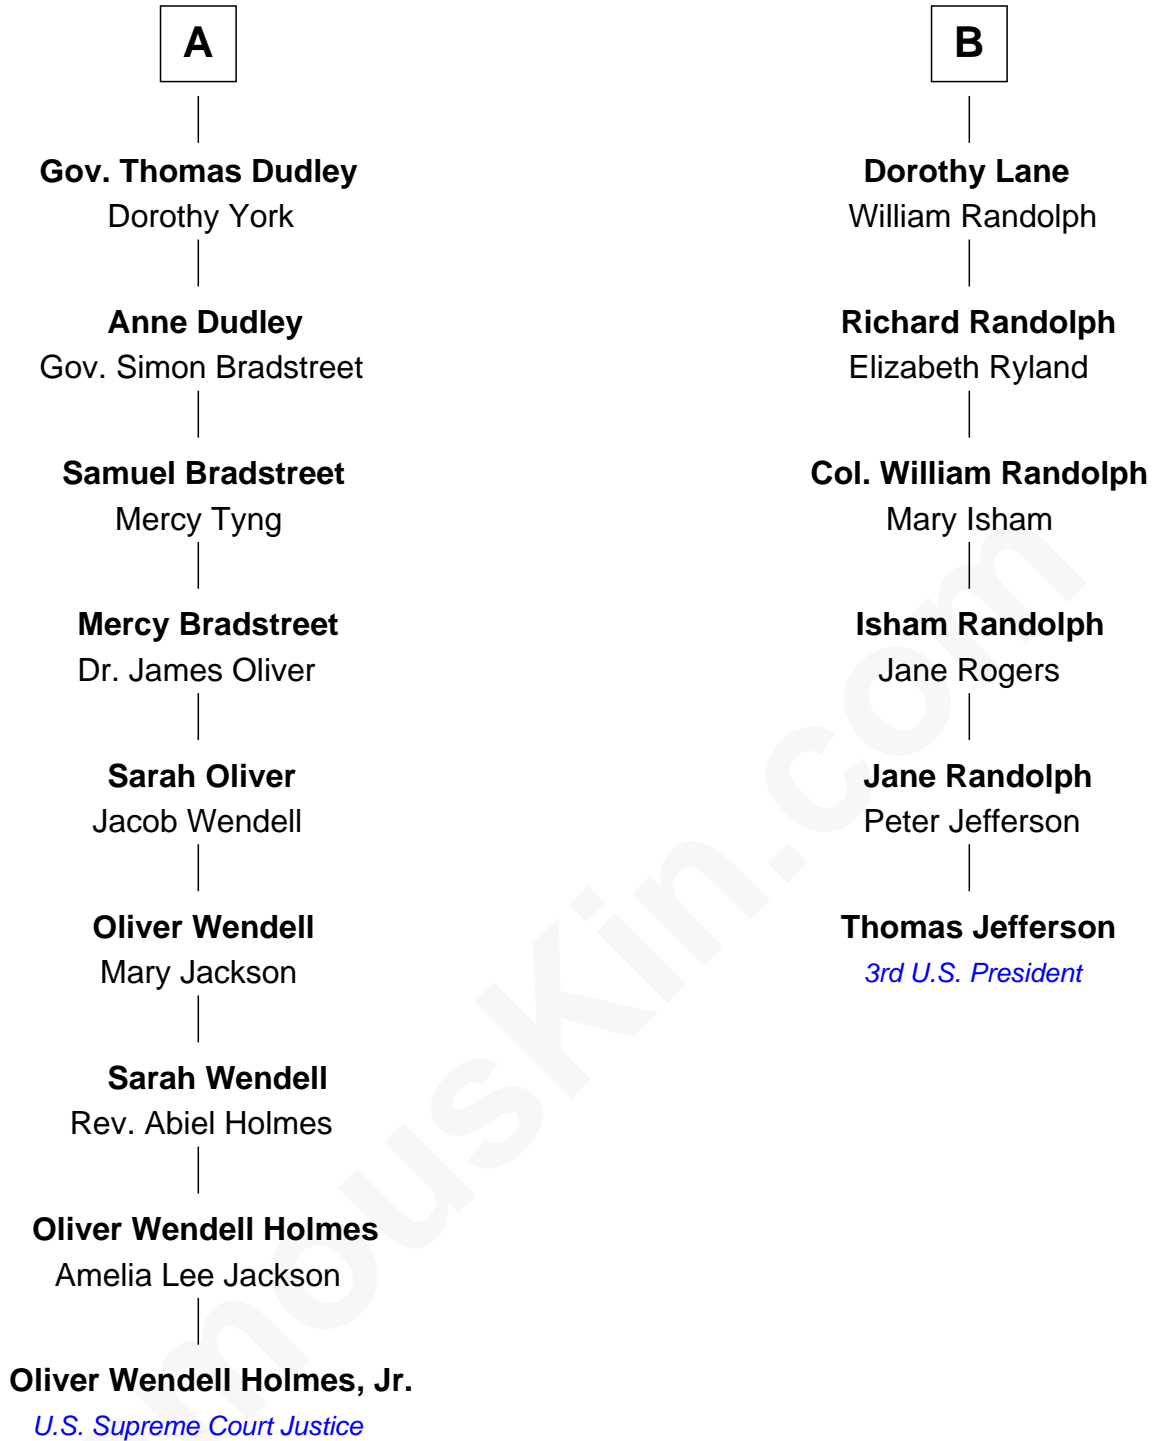 A
Gov. Thomas Dudley
Dorothy York
Anne Dudley
Gov. Simon Bradstreet
Samuel Bradstreet
Mercy Tyng
Mercy Bradstreet
Dr. James Oliver
Sarah Oliver
Jacob Wendell
Oliver Wendell
Mary Jackson
Sarah Wendell
Rev. Abiel Holmes
Oliver Wendell Holmes
Amelia Lee Jackson
Oliver Wendell Holmes, Jr.
U.S. Supreme Court Justice
B
Dorothy Lane
William Randolph
Richard Randolph
Elizabeth Ryland
Col. William Randolph
Mary Isham
Isham Randolph
Jane Rogers
Jane Randolph
Peter Jefferson
Thomas Jefferson
3rd U.S. President
mouskin.com